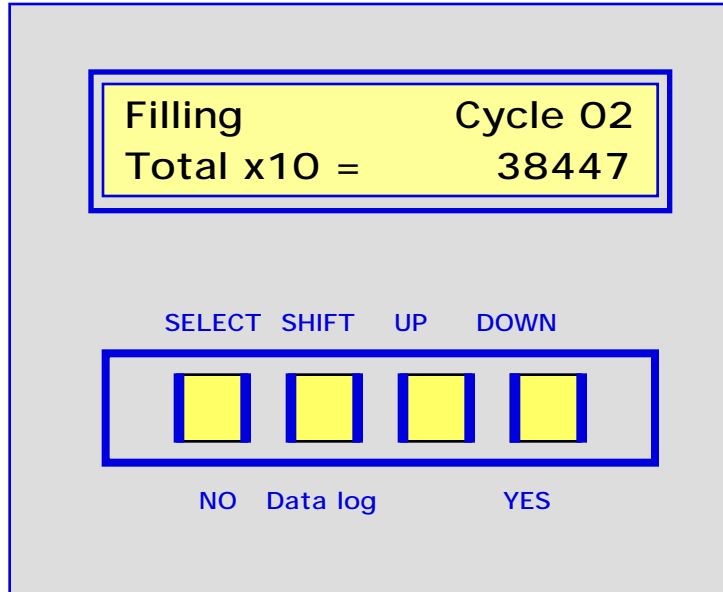 Filling Cycle 02
Total x10 = 38447
SELECT SHIFT UP DOWN
NO Data log YES